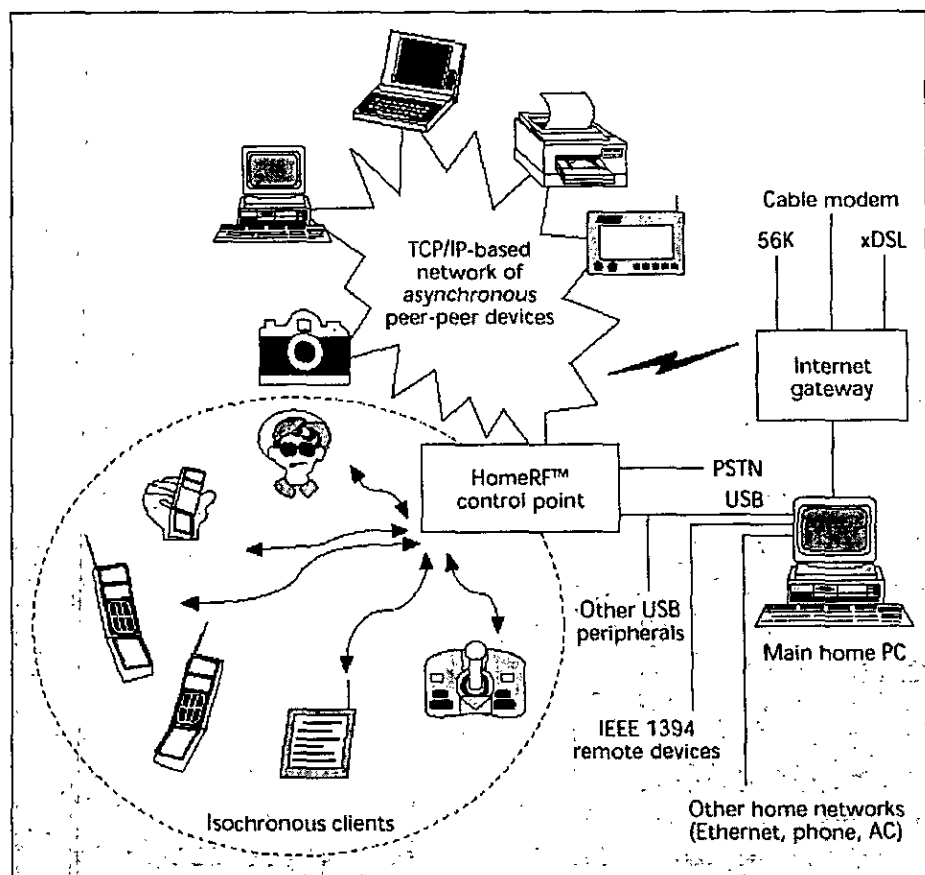 Cable modem
56K
xDSL
TCP/IP-based
network of
asynchronous
peer-peer devices
Internet
gateway
HomeRF™
control point
PSTN
USB
Other USB
peripherals
Main home PC
IEEE 1394
remote devices
Isochronous clients
Other home networks
(Ethernet, phone, AC)